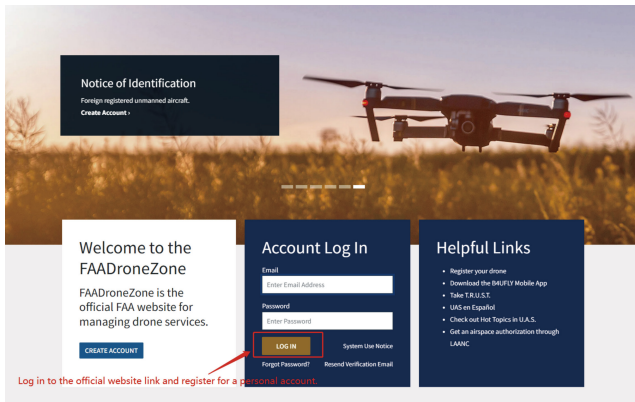 Notice of Identification
Foreign registered unmanned aircraft.
Create Account ›
Welcome to the
FAADroneZone
FAADroneZone is the
official FAA website for
managing drone services.
CREATE ACCOUNT
Account Log In
Email
Enter Email Address
Password
Enter Password
LOG IN
System Use Notice
Forgot Password?
Resend Verification Email
Helpful Links
• Register your drone
• Download the B4UFLY Mobile App
• Take T.R.U.S.T.
• UAS en Español
• Check out Hot Topics in U.A.S.
• Get an airspace authorization through
LAANC
Log in to the official website link and register for a personal account.